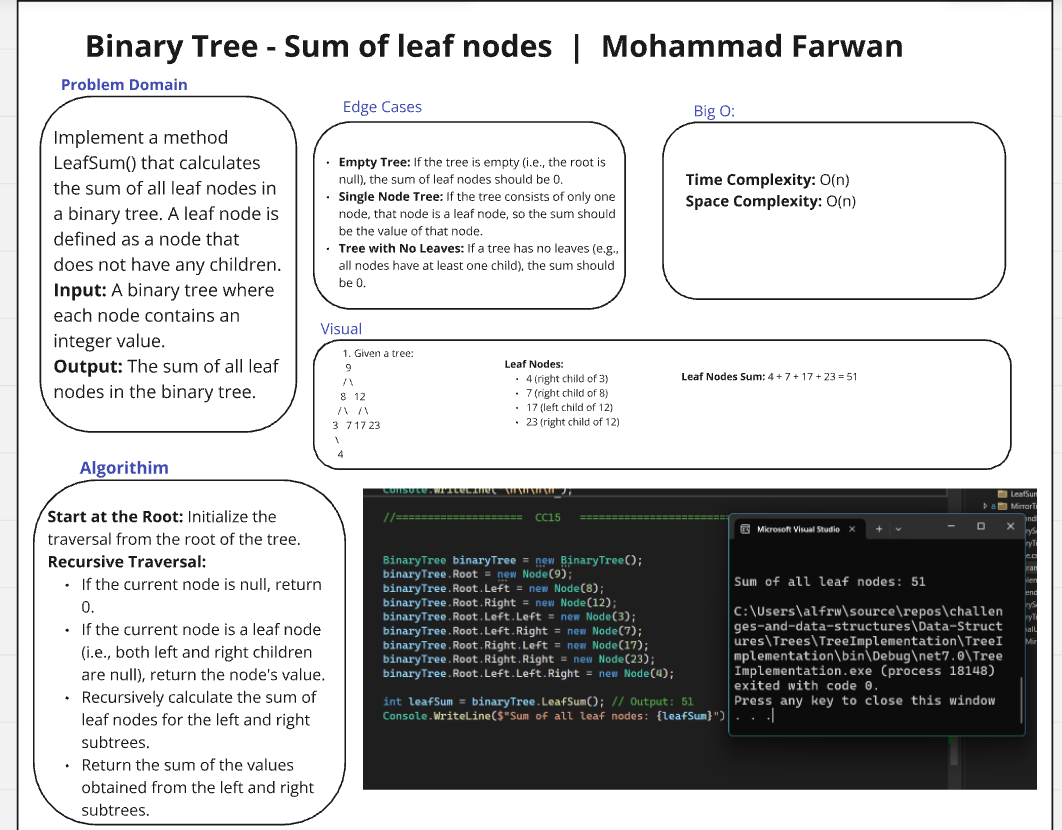 Binary Tree - Sum of leaf nodes | Mohammad Farwan
Problem Domain
Implement a method
LeafSum() that calculates
the sum of all leaf nodes in
a binary tree. A leaf node is
defined as a node that
does not have any children.
Input: A binary tree where
each node contains an
integer value.
Output: The sum of all leaf
nodes in the binary tree.
Edge Cases
• Empty Tree: If the tree is empty (i.e., the root is
null), the sum of leaf nodes should be 0.
• Single Node Tree: If the tree consists of only one
node, that node is a leaf node, so the sum should
be the value of that node.
• Tree with No Leaves: If a tree has no leaves (e.g.,
all nodes have at least one child), the sum should
be 0.
Big O:
Time Complexity: O(n)
Space Complexity: O(n)
Visual
1. Given a tree:
9
/ \
8 12
/ \ / \
3 7 17 23
\
4
Leaf Nodes:
• 4 (right child of 3)
• 7 (right child of 8)
• 17 (left child of 12)
• 23 (right child of 12)
Leaf Nodes Sum: 4 + 7 + 17 + 23 = 51
Algorithim
Start at the Root: Initialize the
traversal from the root of the tree.
Recursive Traversal:
• If the current node is null, return
0.
• If the current node is a leaf node
(i.e., both left and right children
are null), return the node's value.
• Recursively calculate the sum of
leaf nodes for the left and right
subtrees.
• Return the sum of the values
obtained from the left and right
subtrees.
Console.WriteLine("\n\n\n\n");
//==================== CC15 ======================
BinaryTree binaryTree = new BinaryTree();
binaryTree.Root = new Node(9);
binaryTree.Root.Left = new Node(8);
binaryTree.Root.Right = new Node(12);
binaryTree.Root.Left.Left = new Node(3);
binaryTree.Root.Left.Right = new Node(7);
binaryTree.Root.Right.Left = new Node(17);
binaryTree.Root.Right.Right = new Node(23);
binaryTree.Root.Left.Left.Right = new Node(4);
int leafSum = binaryTree.LeafSum(); // Output: 51
Console.WriteLine($"Sum of all leaf nodes: {leafSum}")
Microsoft Visual Studio
Sum of all leaf nodes: 51
C:\Users\alfrw\source\repos\challen
ges-and-data-structures\Data-Struct
ures\Trees\TreeImplementation\TreeI
mplementation\bin\Debug\net7.0\Tree
Implementation.exe (process 18148)
exited with code 0.
Press any key to close this window
. . .
LeafSum
MirrorTr